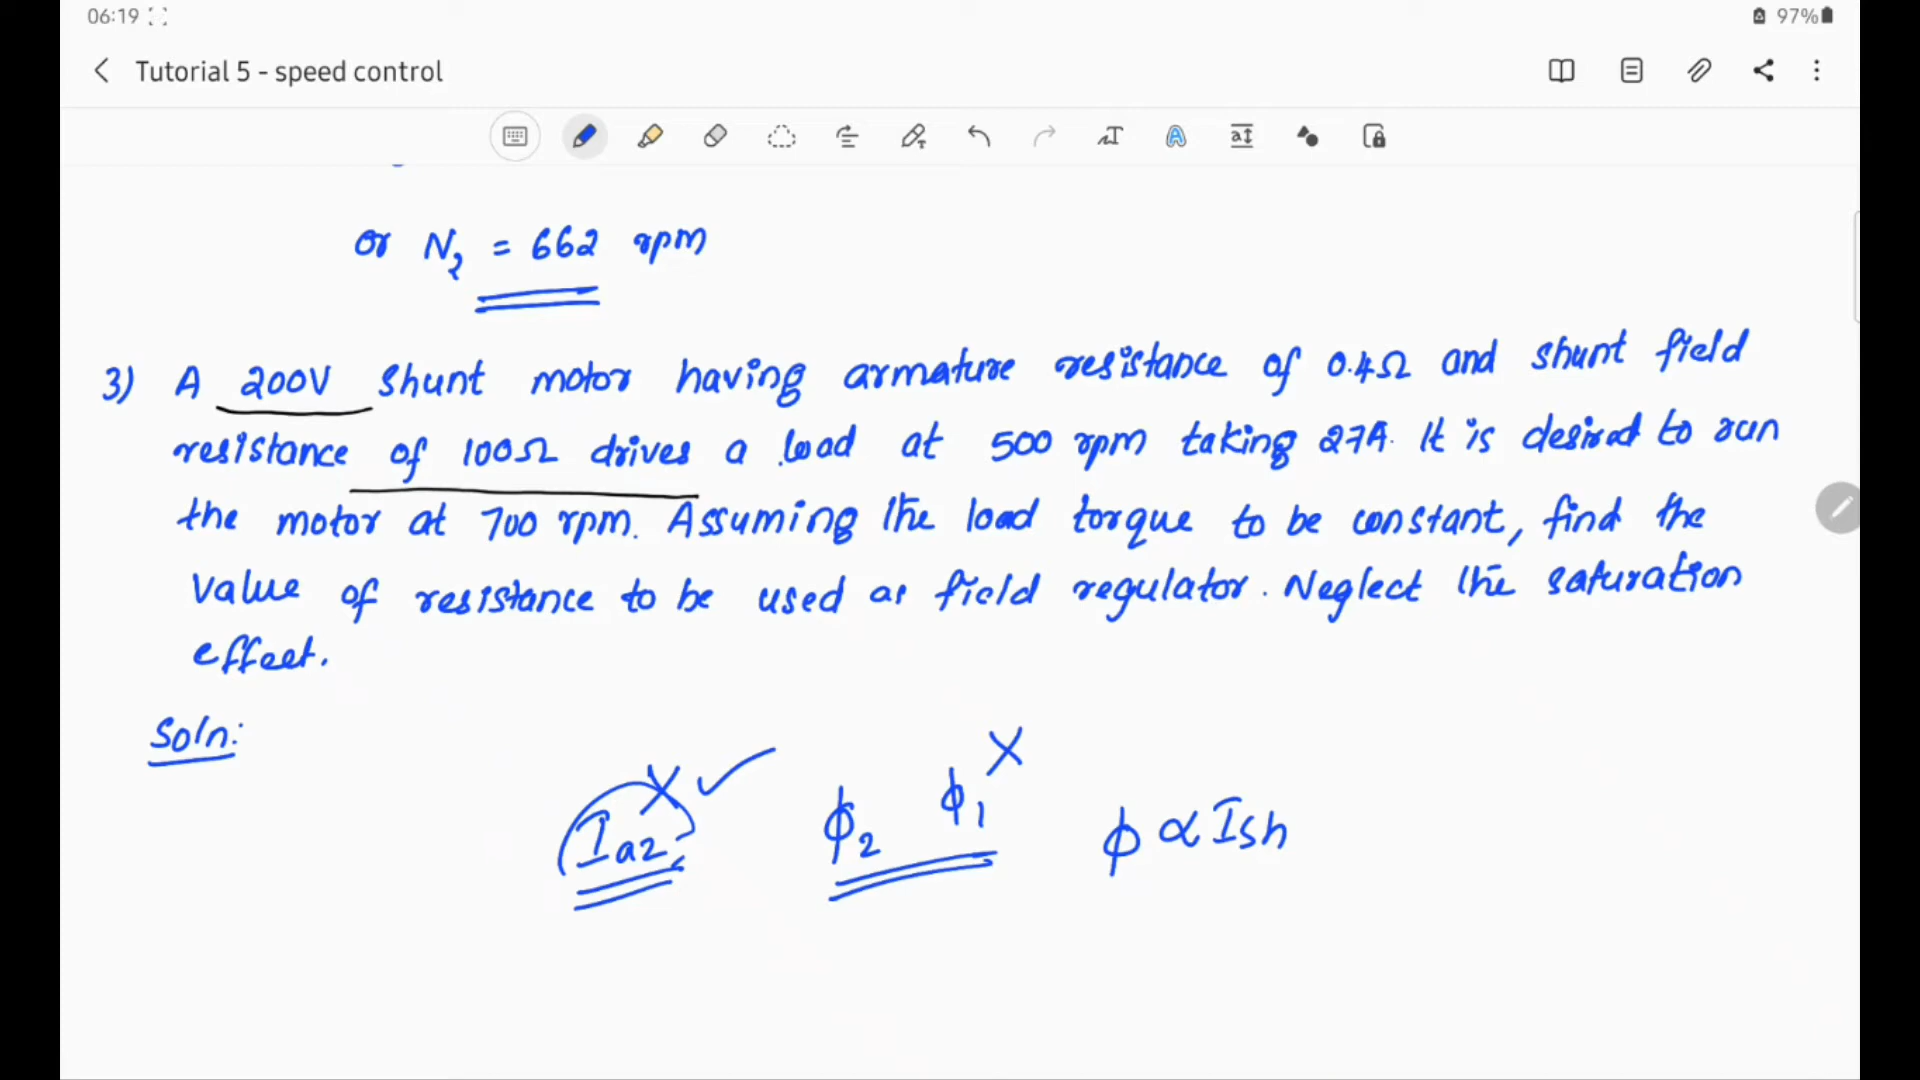 06:19
97%
Tutorial 5 - speed control
or N₂ = 662 rpm
3) A 200V shunt motor having armature resistance of 0.4Ω and shunt field
resistance of 100Ω drives a load at 500 rpm taking 27A. It is desired to run
the motor at 700 rpm. Assuming the load torque to be constant, find the
value of resistance to be used as field regulator. Neglect the saturation
effect.
Soln:
X ✓ X
Ia2 ϕ₂ ϕ₁ ϕ ∝ Ish